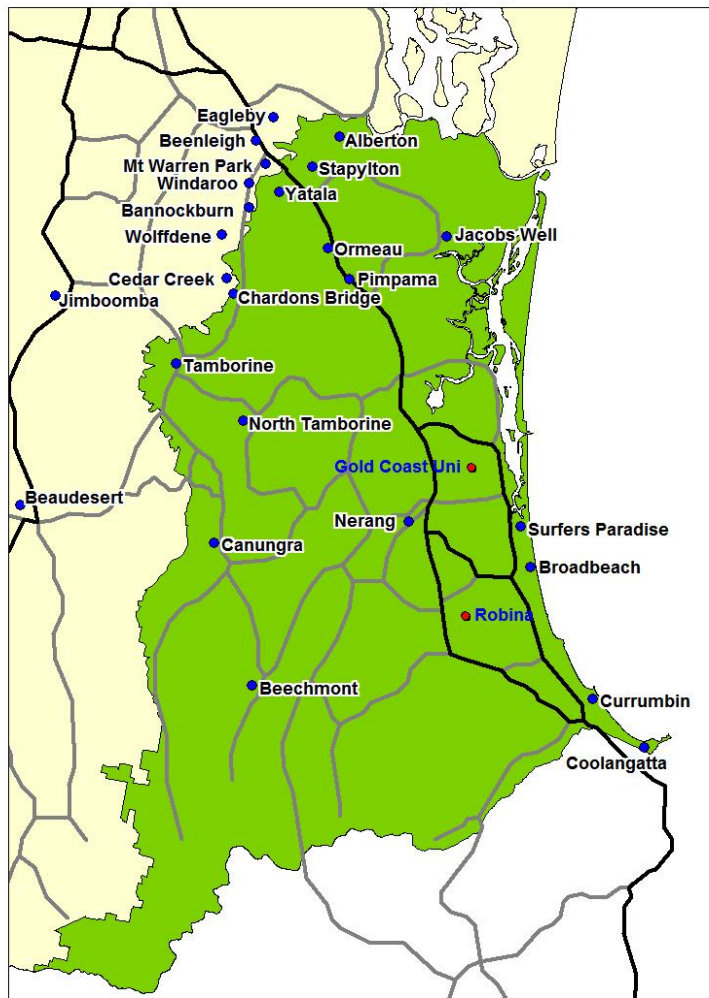 Eagleby
Alberton
Beenleigh
Mt Warren Park
Stapylton
Windaroo
Yatala
Bannockburn
Wolffdene
Jacobs Well
Ormeau
Cedar Creek
Pimpama
Jimboomba
Chardons Bridge
Tamborine
North Tamborine
Gold Coast Uni
Beaudesert
Nerang
Surfers Paradise
Canungra
Broadbeach
Robina
Beechmont
Currumbin
Coolangatta